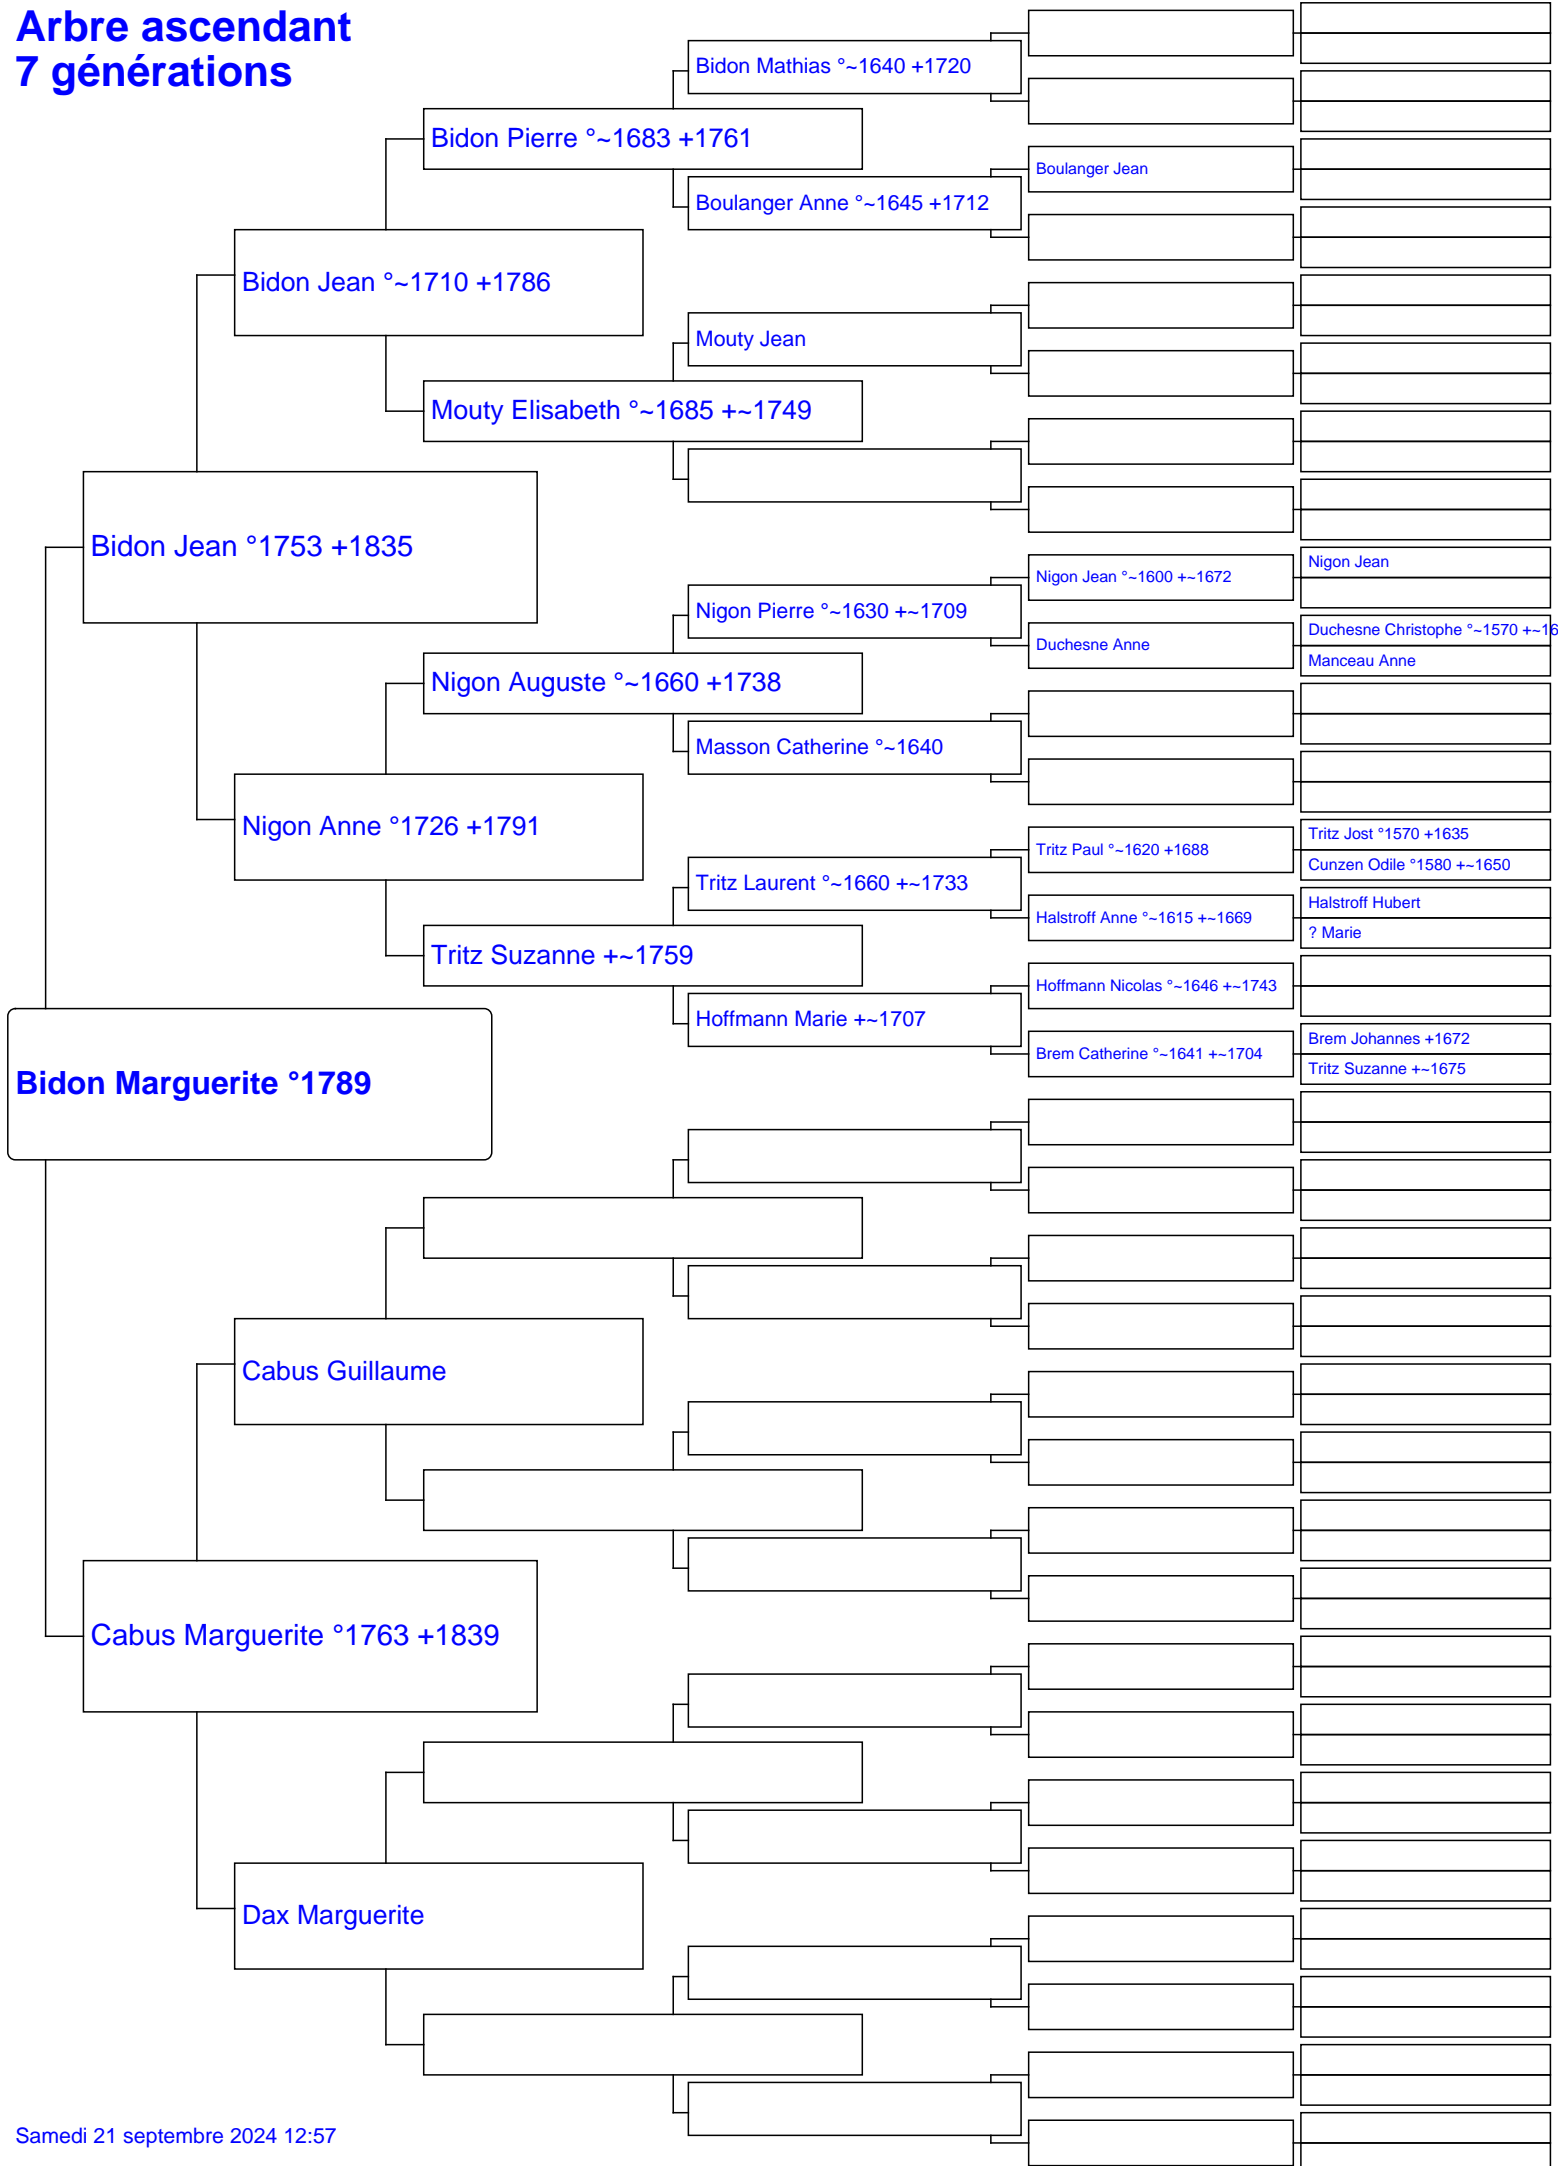 Arbre ascendant
7 générations
Bidon Mathias °~1640 +1720
Bidon Pierre °~1683 +1761
Boulanger Jean
Boulanger Anne °~1645 +1712
Bidon Jean °~1710 +1786
Mouty Jean
Mouty Elisabeth °~1685 +~1749
Bidon Jean °1753 +1835
Nigon Jean
Nigon Jean °~1600 +~1672
Nigon Pierre °~1630 +~1709
Duchesne Christophe °~1570 +~16
Duchesne Anne
Manceau Anne
Nigon Auguste °~1660 +1738
Masson Catherine °~1640
Nigon Anne °1726 +1791
Tritz Jost °1570 +1635
Tritz Paul °~1620 +1688
Cunzen Odile °1580 +~1650
Tritz Laurent °~1660 +~1733
Halstroff Hubert
Halstroff Anne °~1615 +~1669
? Marie
Tritz Suzanne +~1759
Hoffmann Nicolas °~1646 +~1743
Hoffmann Marie +~1707
Brem Johannes +1672
Brem Catherine °~1641 +~1704
Tritz Suzanne +~1675
Bidon Marguerite °1789
Cabus Guillaume
Cabus Marguerite °1763 +1839
Dax Marguerite
Samedi 21 septembre 2024 12:57